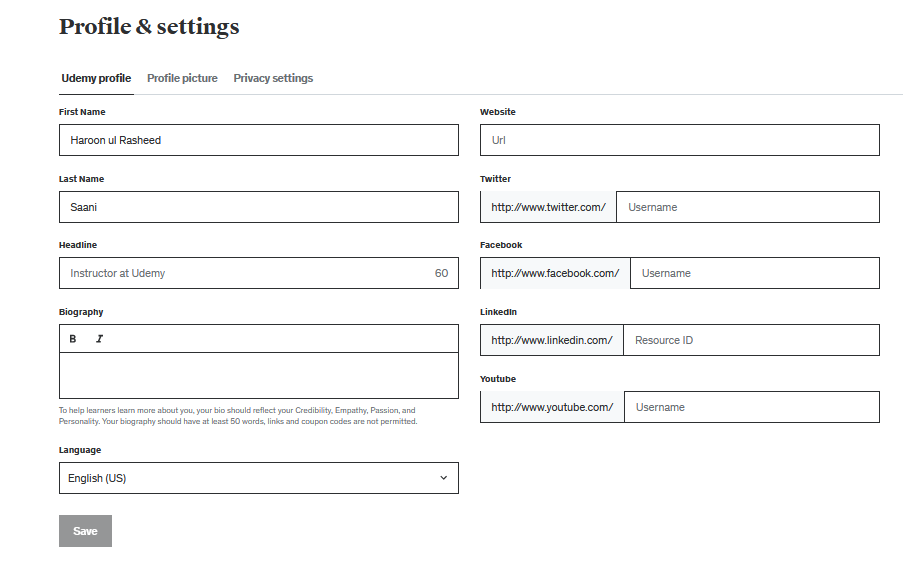 Profile & settings
Udemy profile Profile picture Privacy settings
First Name
Haroon ul Rasheed
Last Name
Saani
Headline
Instructor at Udemy 60
Biography
B I
To help learners learn more about you, your bio should reflect your Credibility, Empathy, Passion, and
Personality. Your biography should have at least 50 words, links and coupon codes are not permitted.
Language
English (US)
Save
Website
Url
Twitter
http://www.twitter.com/ Username
Facebook
http://www.facebook.com/ Username
LinkedIn
http://www.linkedin.com/ Resource ID
Youtube
http://www.youtube.com/ Username